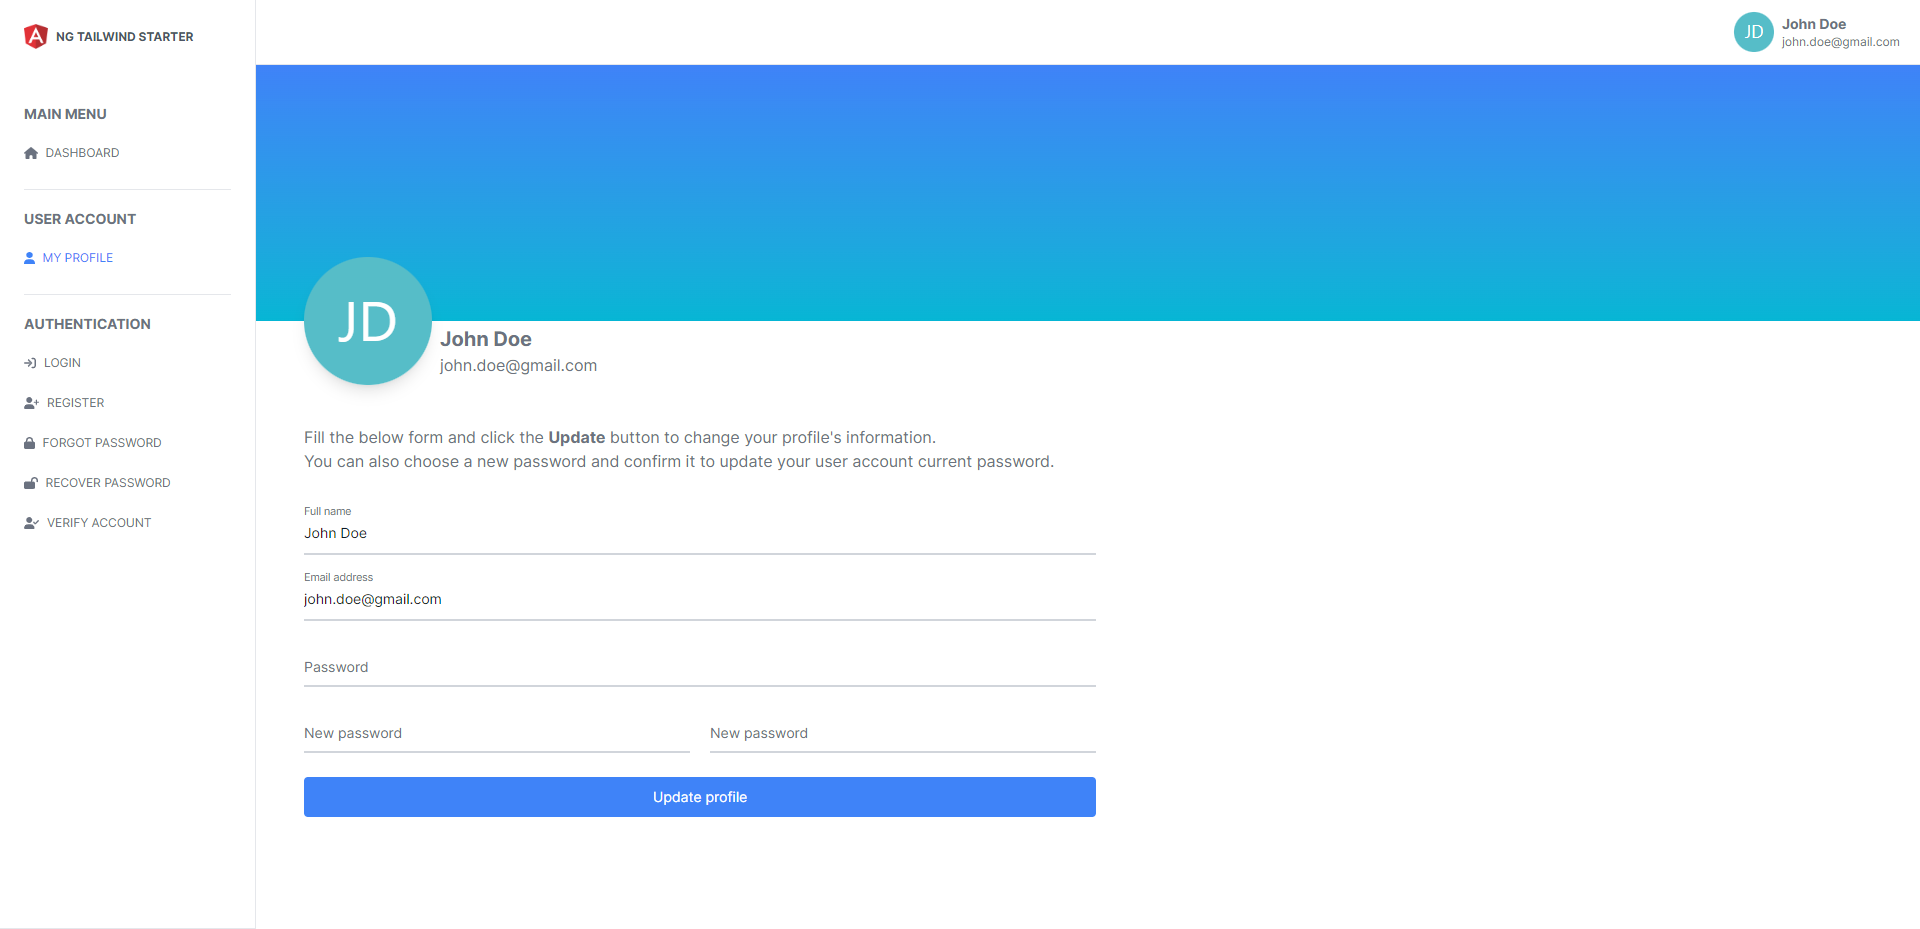 NG TAILWIND STARTER
MAIN MENU
DASHBOARD
USER ACCOUNT
MY PROFILE
AUTHENTICATION
LOGIN
REGISTER
FORGOT PASSWORD
RECOVER PASSWORD
VERIFY ACCOUNT
JD
John Doe
john.doe@gmail.com
JD
John Doe
john.doe@gmail.com
Fill the below form and click the Update button to change your profile's information.
You can also choose a new password and confirm it to update your user account current password.
Full name
John Doe
Email address
john.doe@gmail.com
Password
New password
New password
Update profile